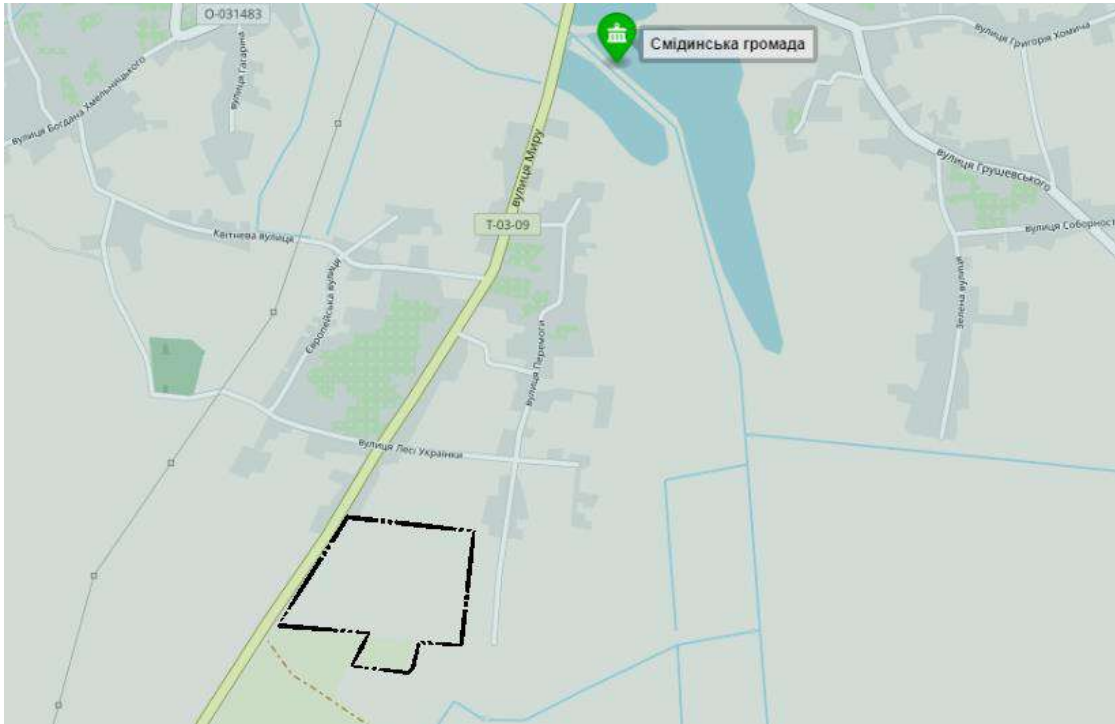 О-031483
Смідинська громада
вулиця Григорія Хомича
вулиця Гагаріна
вулиця Богдана Хмельницького
вулиця Миру
вулиця Грушевського
Т-03-09
вулиця Соборност
Квітнева вулиця
Європейська вулиця
Зелена вулиця
вулиця Перемоги
вулиця Лесі Українки